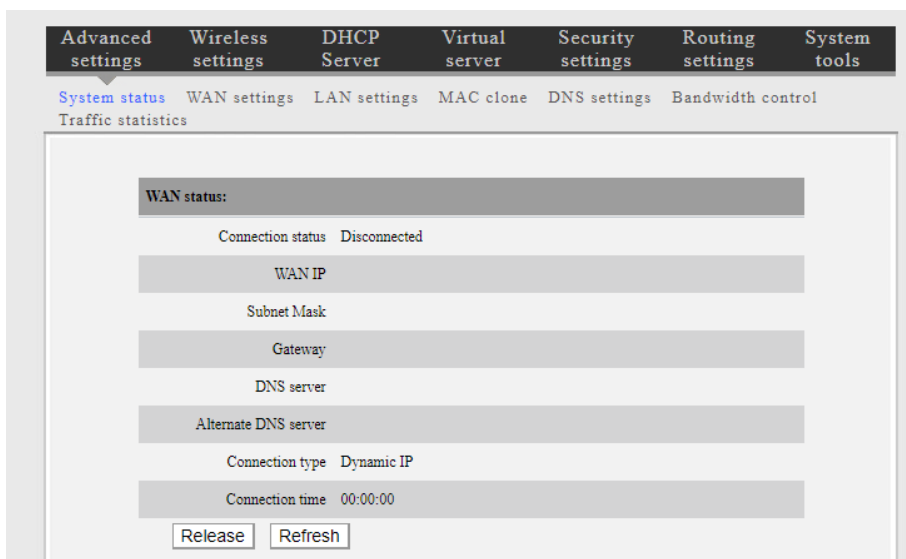 Advanced settings Wireless settings DHCP Server Virtual server Security settings Routing settings System tools
System status WAN settings LAN settings MAC clone DNS settings Bandwidth control
Traffic statistics
WAN status:
Connection status Disconnected
WAN IP
Subnet Mask
Gateway
DNS server
Alternate DNS server
Connection type Dynamic IP
Connection time 00:00:00
Release Refresh